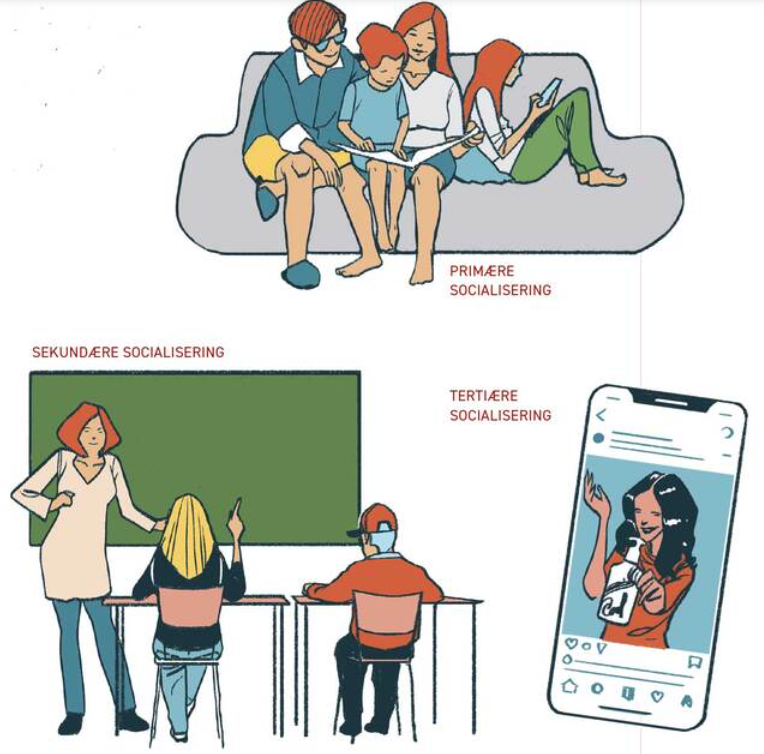 PRIMÆRE
SOCIALISERING
SEKUNDÆRE SOCIALISERING
TERTIÆRE
SOCIALISERING